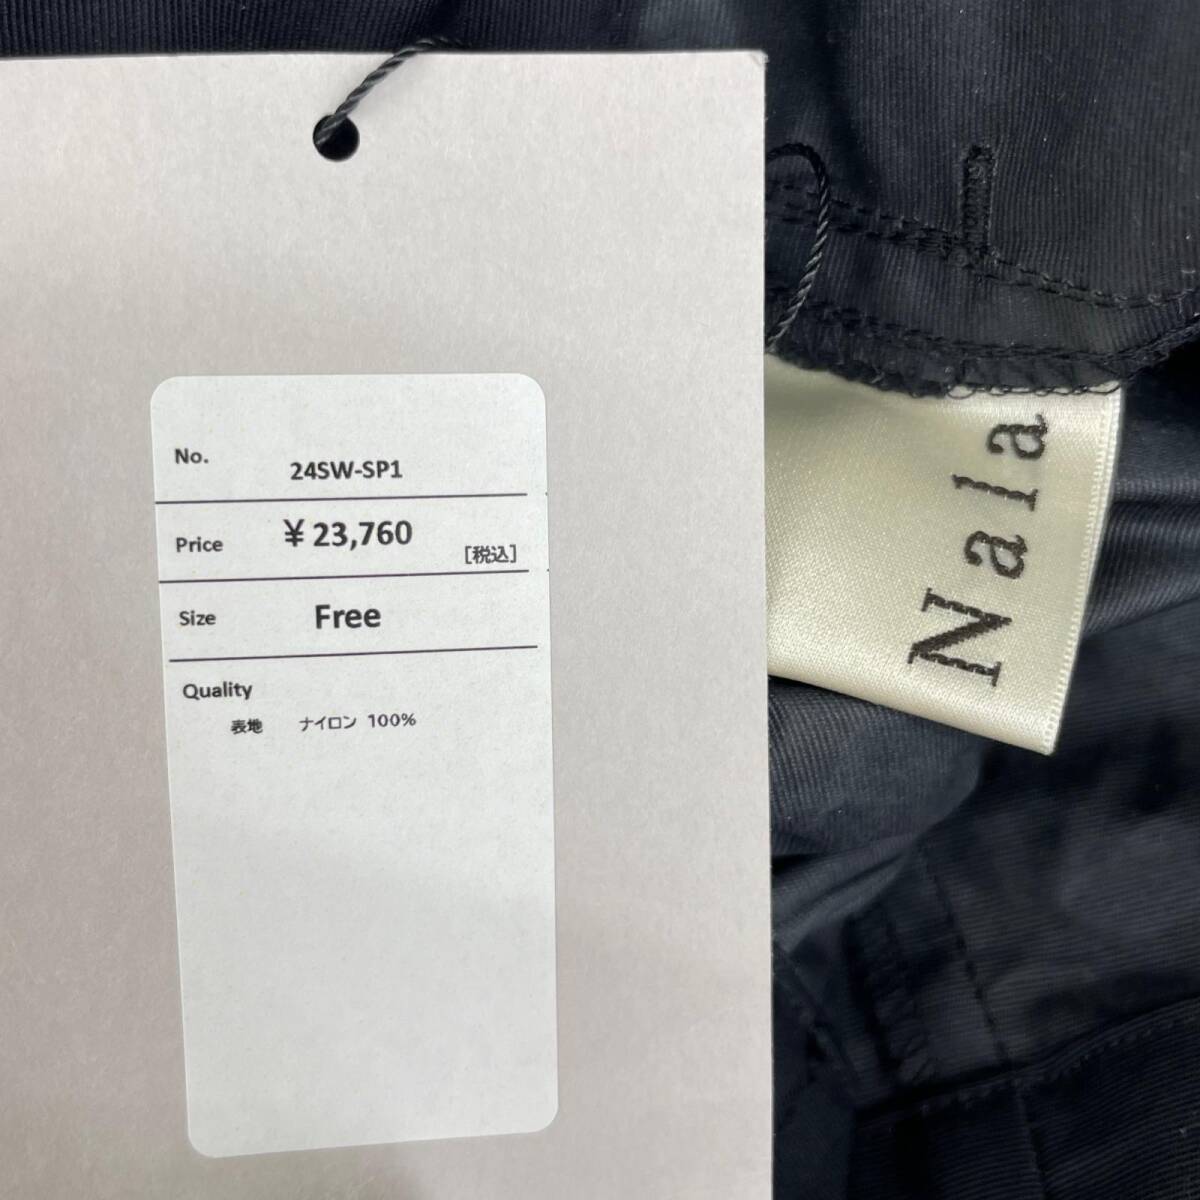 No. 24SW-SP1
Price ¥ 23,760 [税込]
Size Free
Quality
表地 ナイロン 100%
Nala